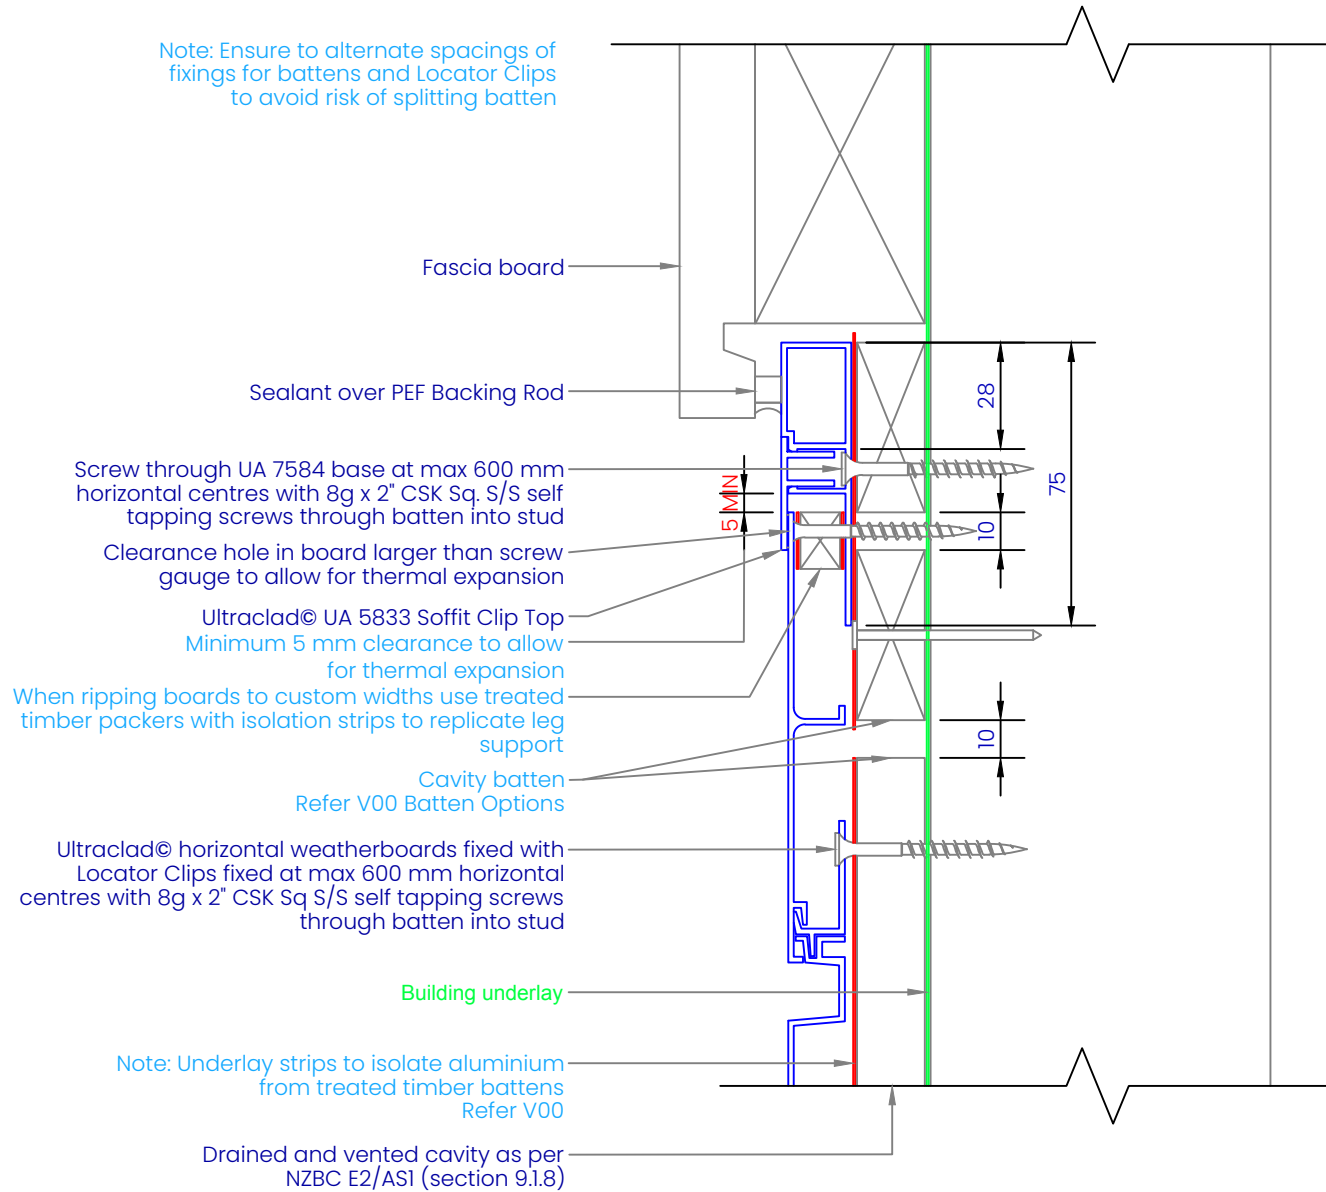 Note: Ensure to alternate spacings of
fixings for battens and Locator Clips
to avoid risk of splitting batten
Fascia board
Sealant over PEF Backing Rod
28
Screw through UA 7584 base at max 600 mm
horizontal centres with 8g x 2" CSK Sq. S/S self
tapping screws through batten into stud
75
5 MIN
10
Clearance hole in board larger than screw
gauge to allow for thermal expansion
Ultraclad© UA 5833 Soffit Clip Top
Minimum 5 mm clearance to allow
for thermal expansion
When ripping boards to custom widths use treated
timber packers with isolation strips to replicate leg
support
10
Cavity batten
Refer V00 Batten Options
Ultraclad© horizontal weatherboards fixed with
Locator Clips fixed at max 600 mm horizontal
centres with 8g x 2" CSK Sq S/S self tapping screws
through batten into stud
Building underlay
Note: Underlay strips to isolate aluminium
from treated timber battens
Refer V00
Drained and vented cavity as per
NZBC E2/AS1 (section 9.1.8)